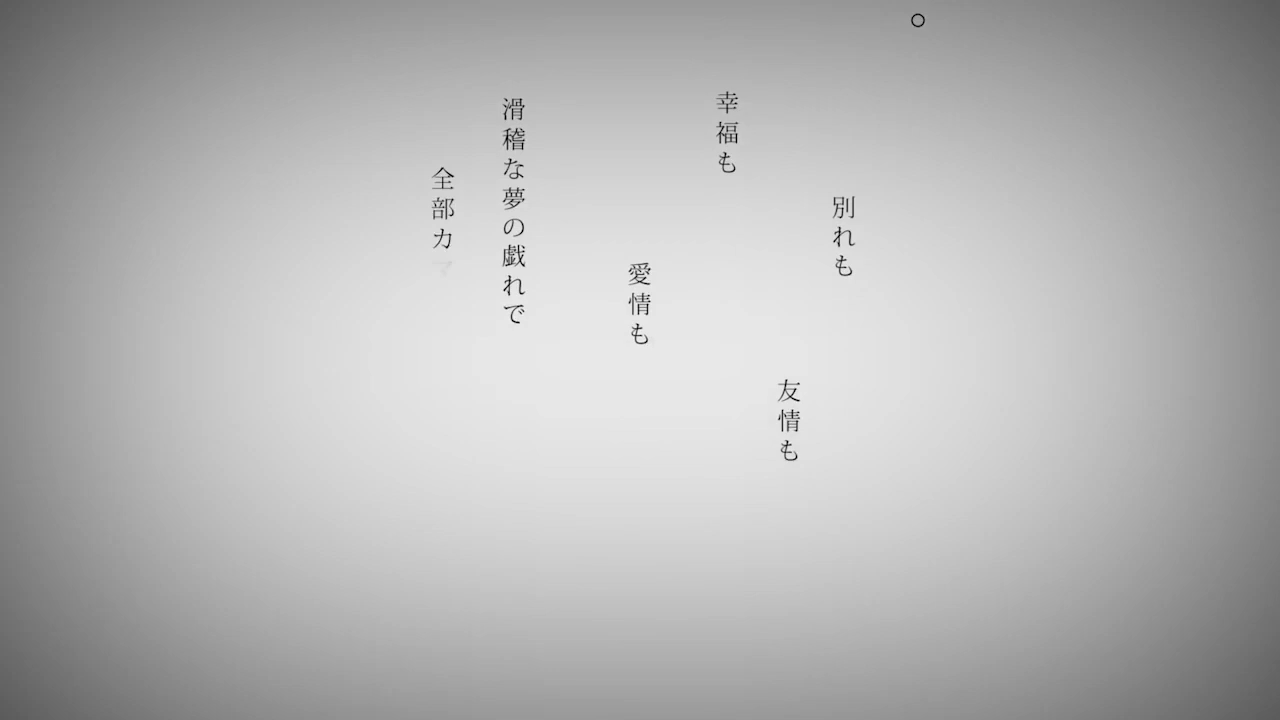 別れも
友情も
幸福も
愛情も
滑稽な夢の戯れで
全部カマ